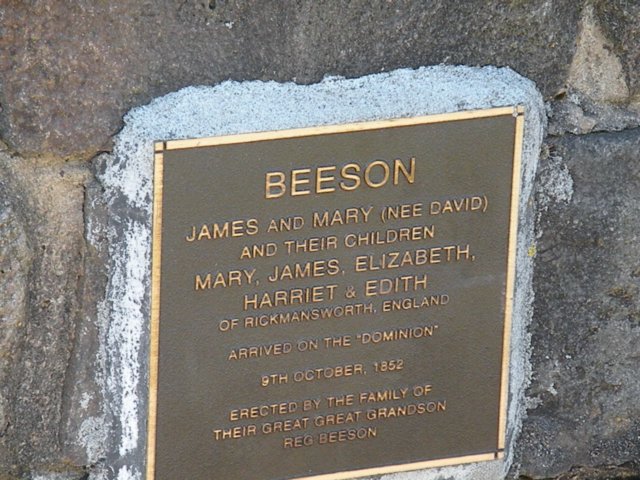 BEESON
JAMES AND MARY (NEE DAVID)
AND THEIR CHILDREN
MARY, JAMES, ELIZABETH,
HARRIET & EDITH
OF RICKMANSWORTH, ENGLAND
ARRIVED ON THE "DOMINION"
9TH OCTOBER, 1852
ERECTED BY THE FAMILY OF
THEIR GREAT GREAT GRANDSON
REG BEESON